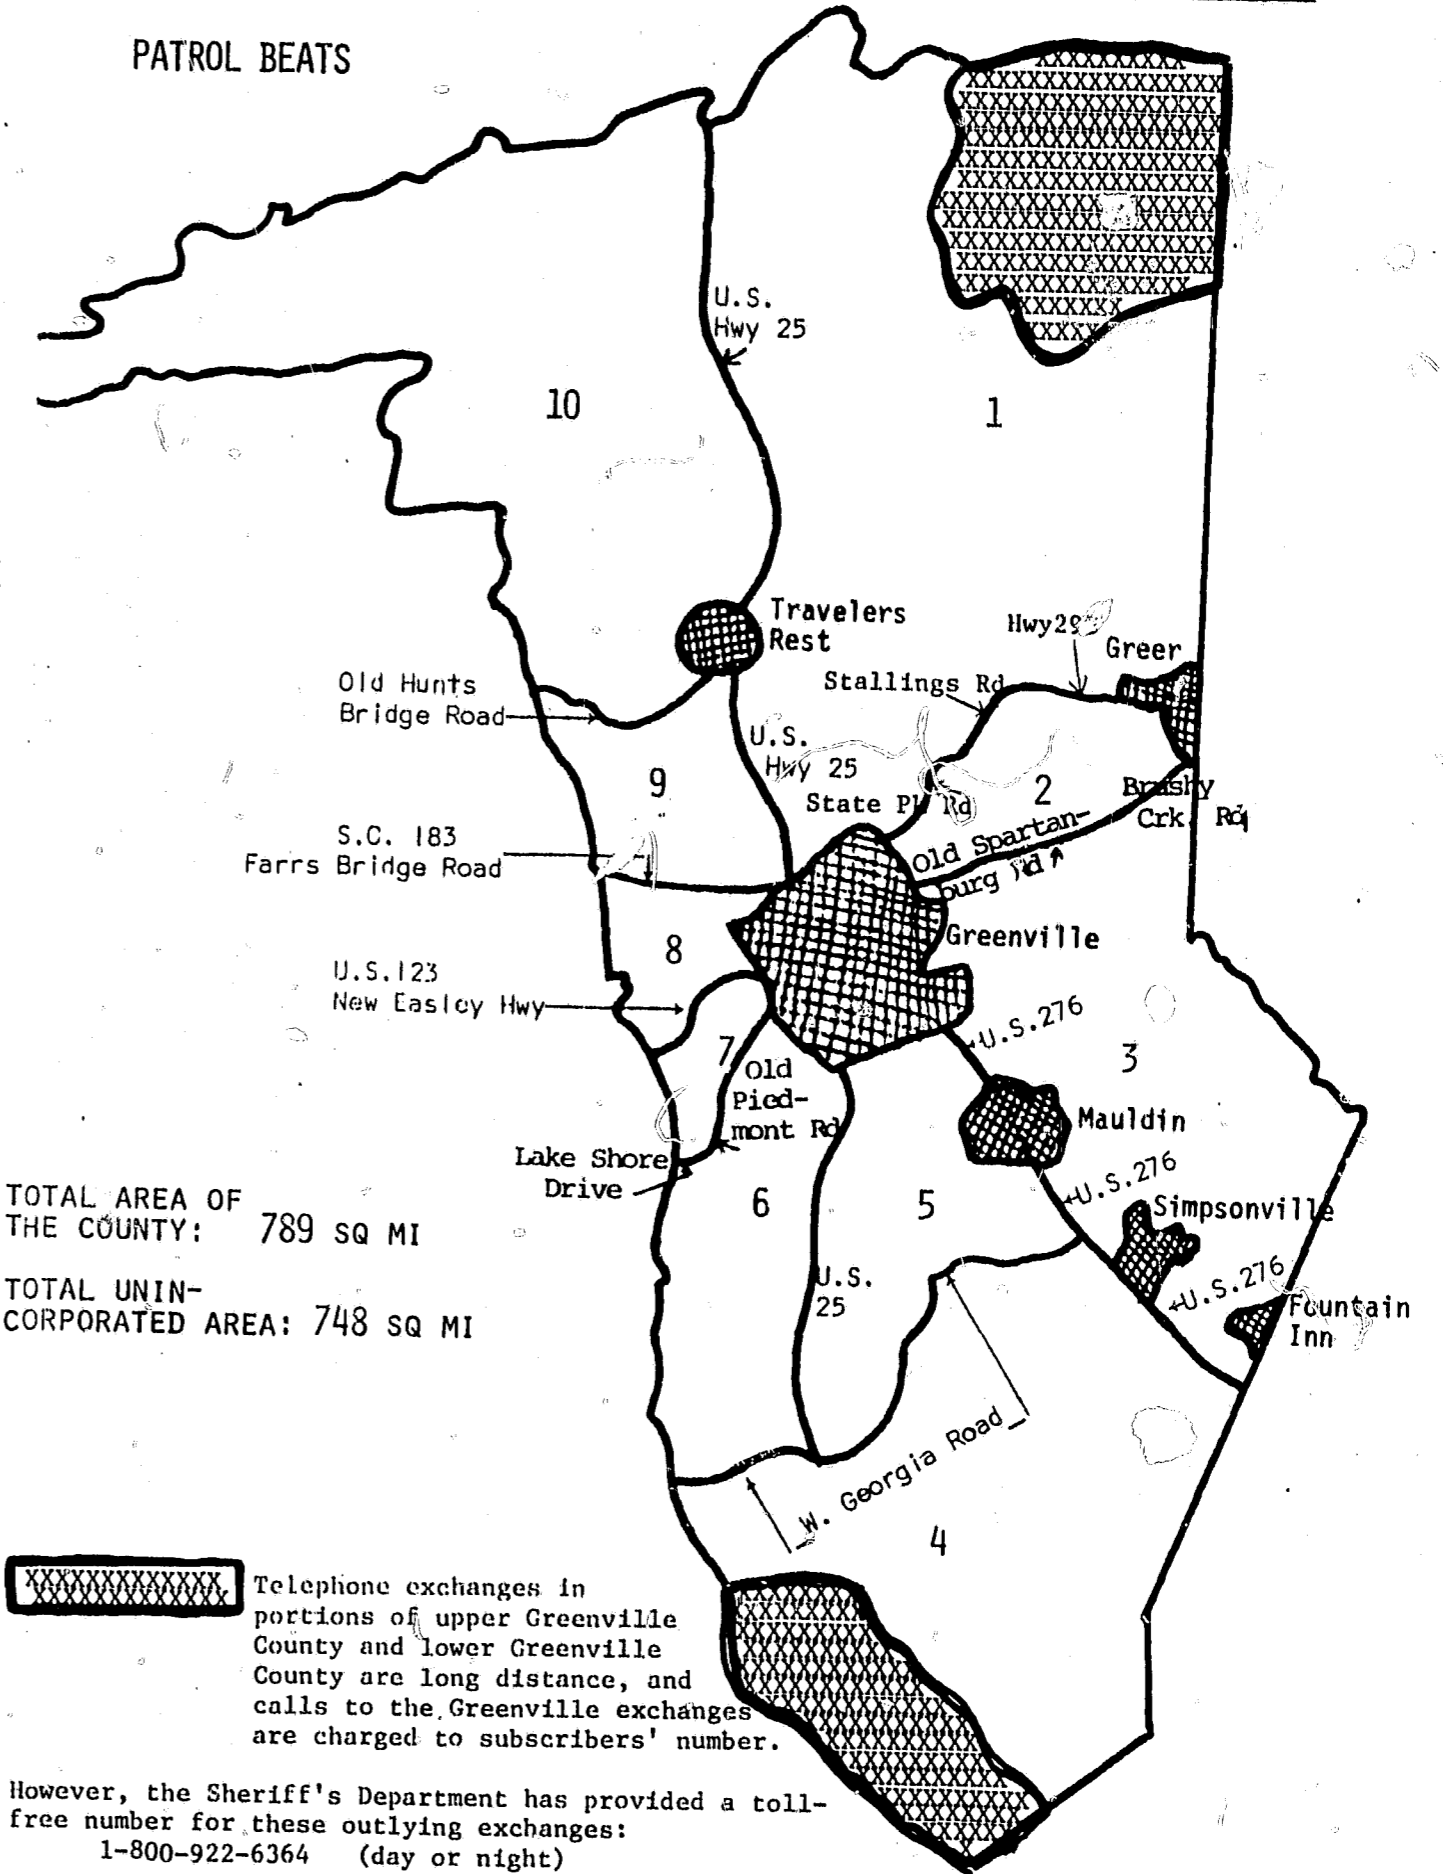 PATROL BEATS
U.S.
Hwy 25
10
1
Travelers
Rest
Hwy 29
Greer
Stallings Rd
Old Hunts
Bridge Road
U.S.
Hwy 25
9
2
State Rd
Brushy
Crk. Rd
S.C. 183
Farrs Bridge Road
Old Spartan-
burg Rd
Greenville
8
U.S.123
New Easley Hwy
U.S.276
3
7
Old
Pied-
mont Rd
Mauldin
Lake Shore
Drive
U.S.276
TOTAL AREA OF
THE COUNTY: 789 SQ MI
6
5
Simpsonville
U.S.
25
U.S.276
TOTAL UNIN-
CORPORATED AREA: 748 SQ MI
Fountain
Inn
W. Georgia Road
4
XXXXXXXXXXXXX
Telephone exchanges in
portions of upper Greenville
County and lower Greenville
County are long distance, and
calls to the Greenville exchanges
are charged to subscribers' number.
However, the Sheriff's Department has provided a toll-
free number for these outlying exchanges:
1-800-922-6364 (day or night)